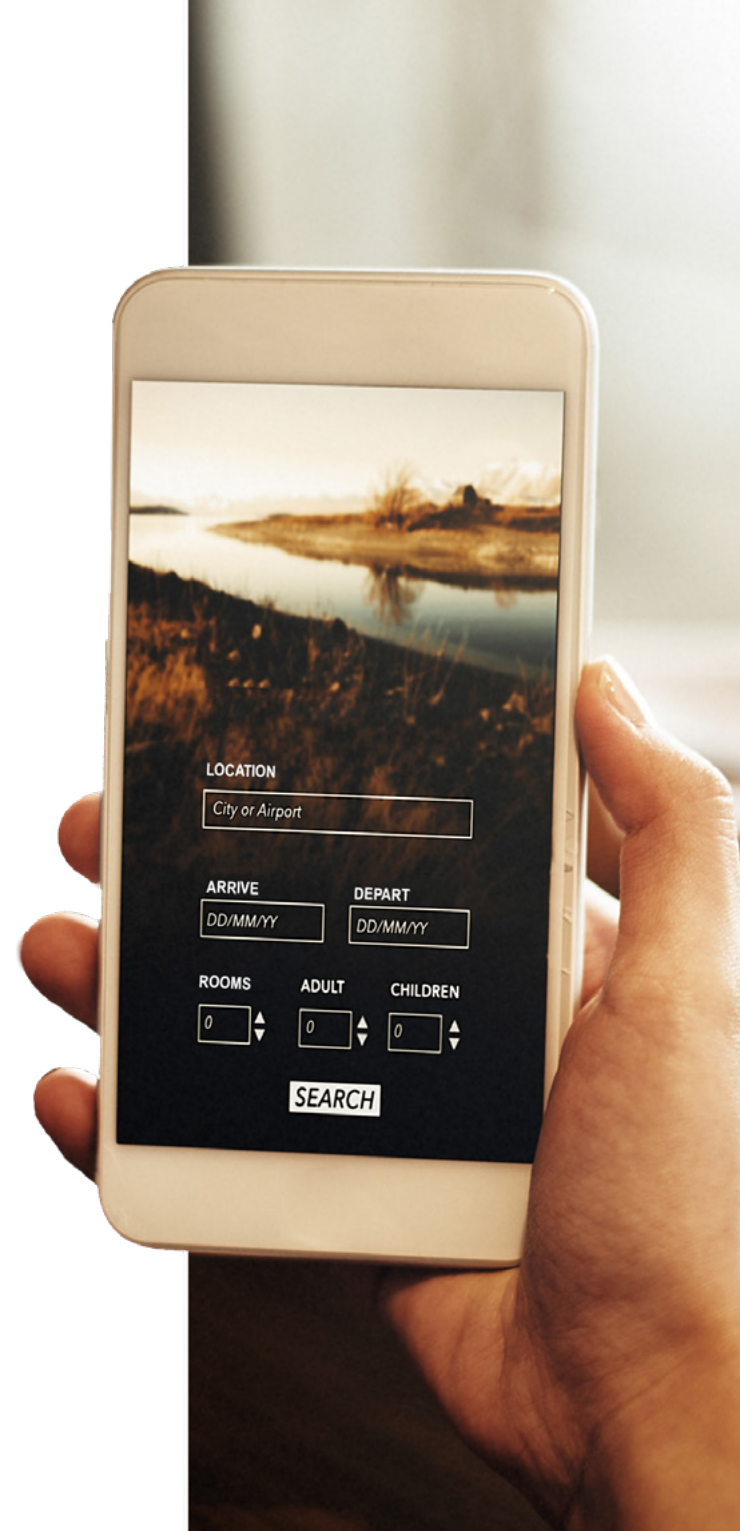 LOCATION
City or Airport
ARRIVE DEPART
DD/MM/YY DD/MM/YY
ROOMS ADULT CHILDREN
0 0 0
SEARCH